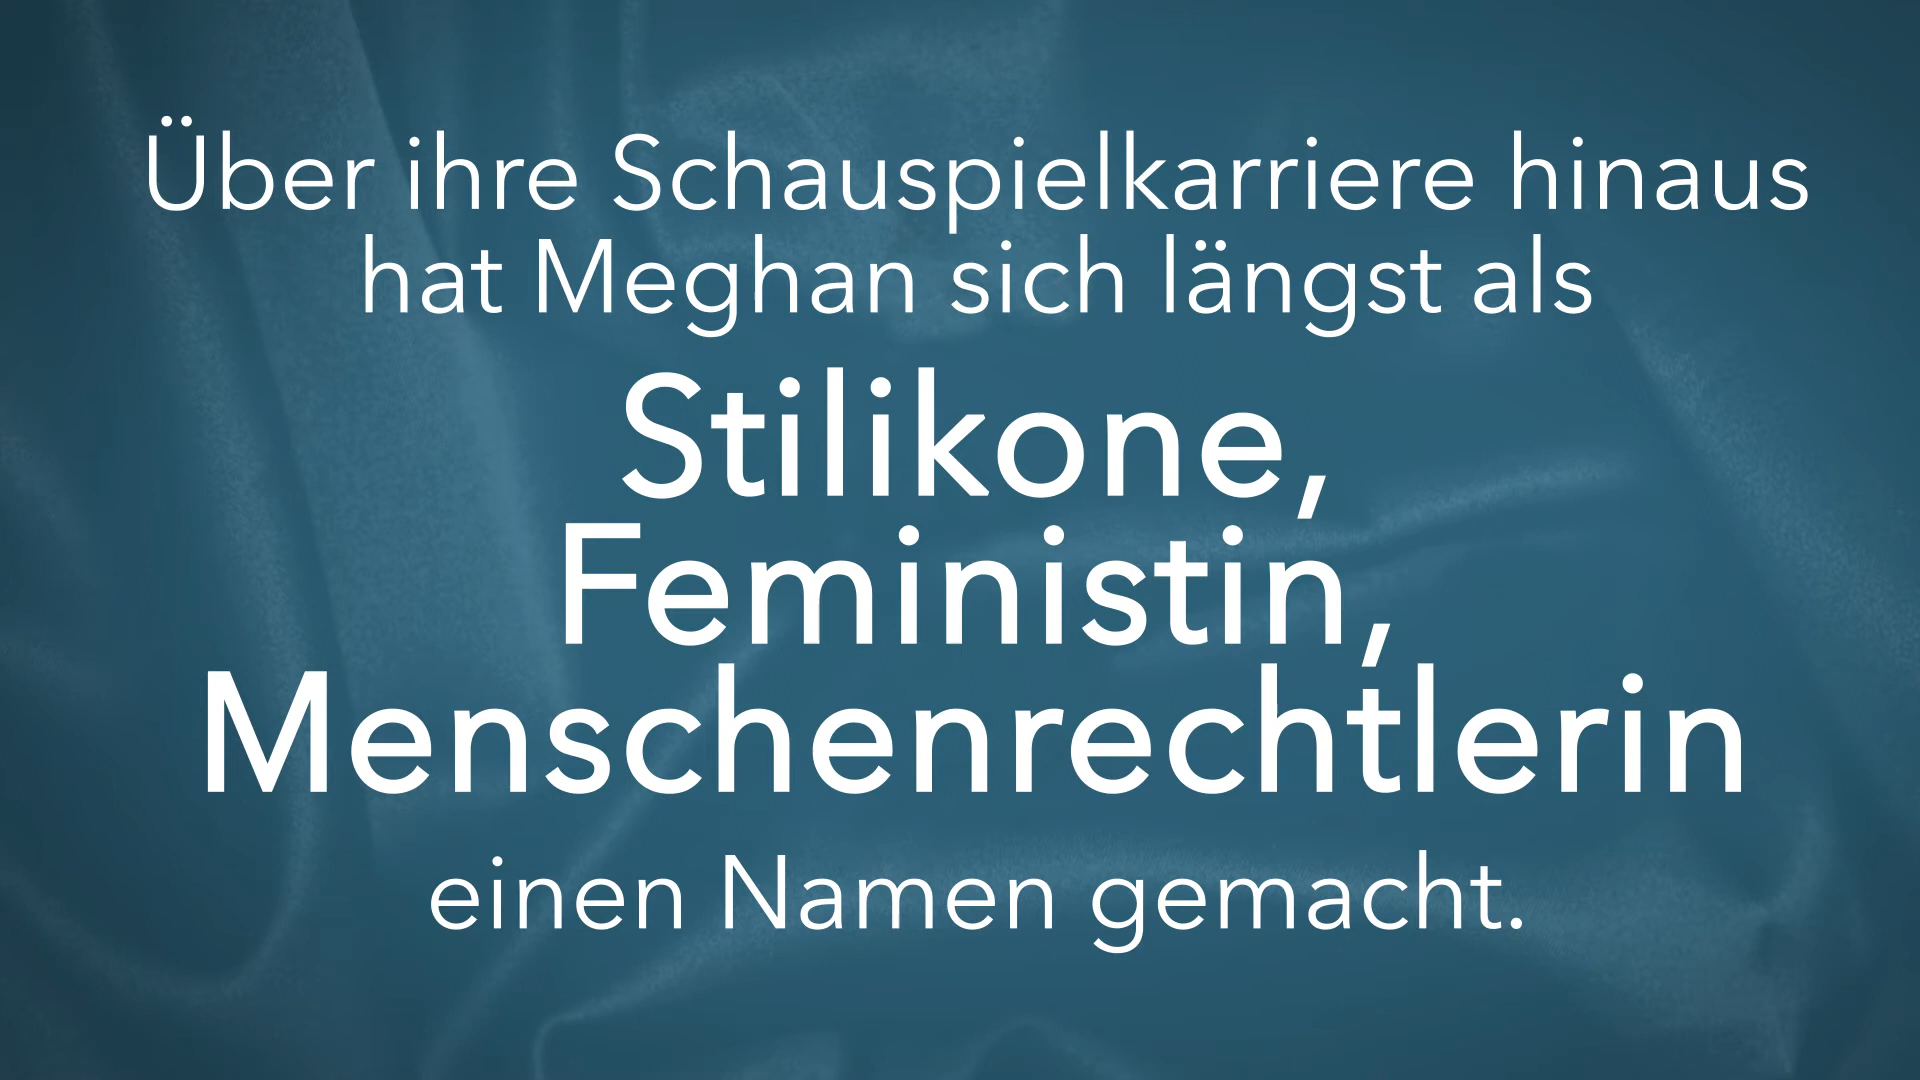 Über ihre Schauspielkarriere hinaus
hat Meghan sich längst als
Stilikone,
Feministin,
Menschenrechtlerin
einen Namen gemacht.